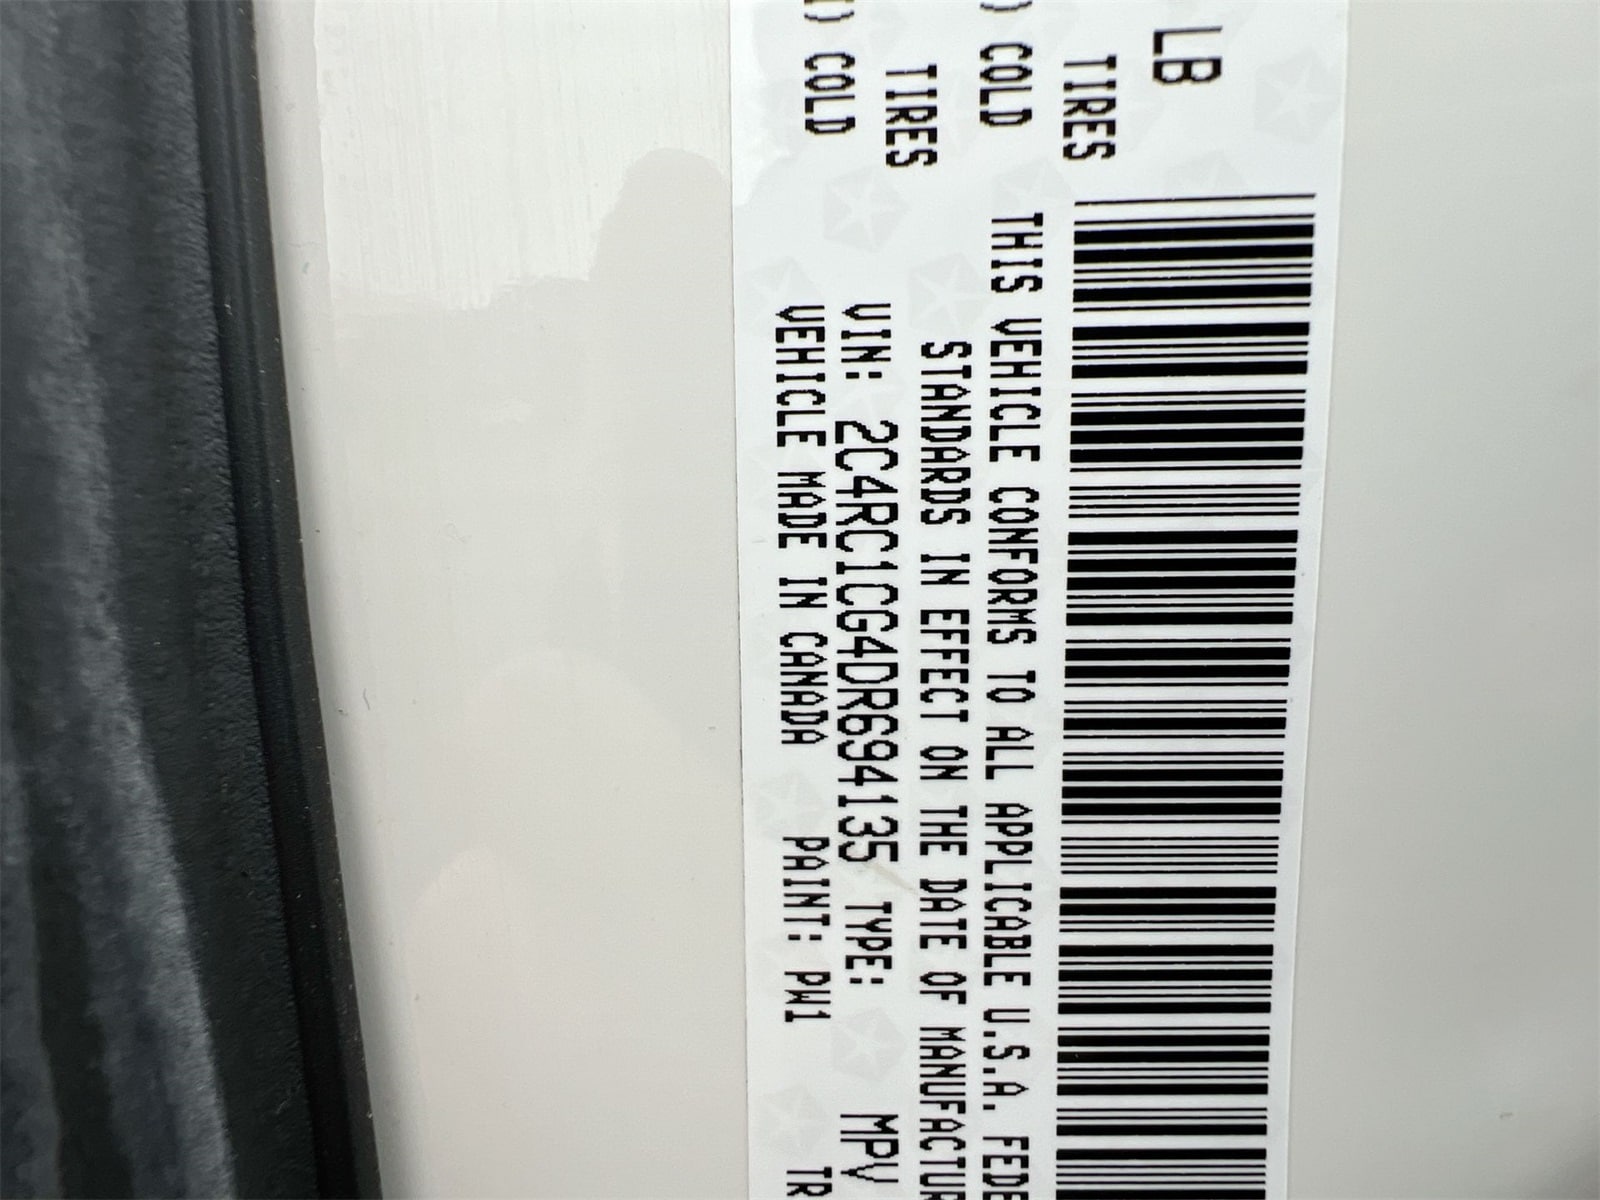 LB
TIRES
) COLD
TIRES
) COLD
THIS VEHICLE CONFORMS TO ALL APPLICABLE U.S.A. FEDE
STANDARDS IN EFFECT ON THE DATE OF MANUFACTUR
VIN: 2C4RC1CG4DR694135 TYPE: MPV
VEHICLE MADE IN CANADA PAINT: PW1 TR